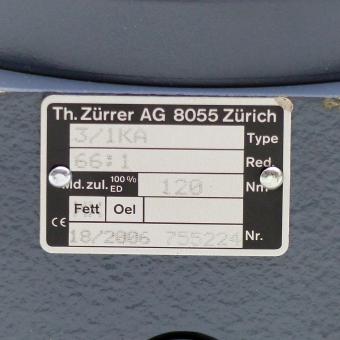 Th. Zürrer AG 8055 Zürich
3/1KA Type
66:1 Red.
Md.zul. 100% ED 120 Nm
Fett Oel
CE 18/2006 755224 Nr.